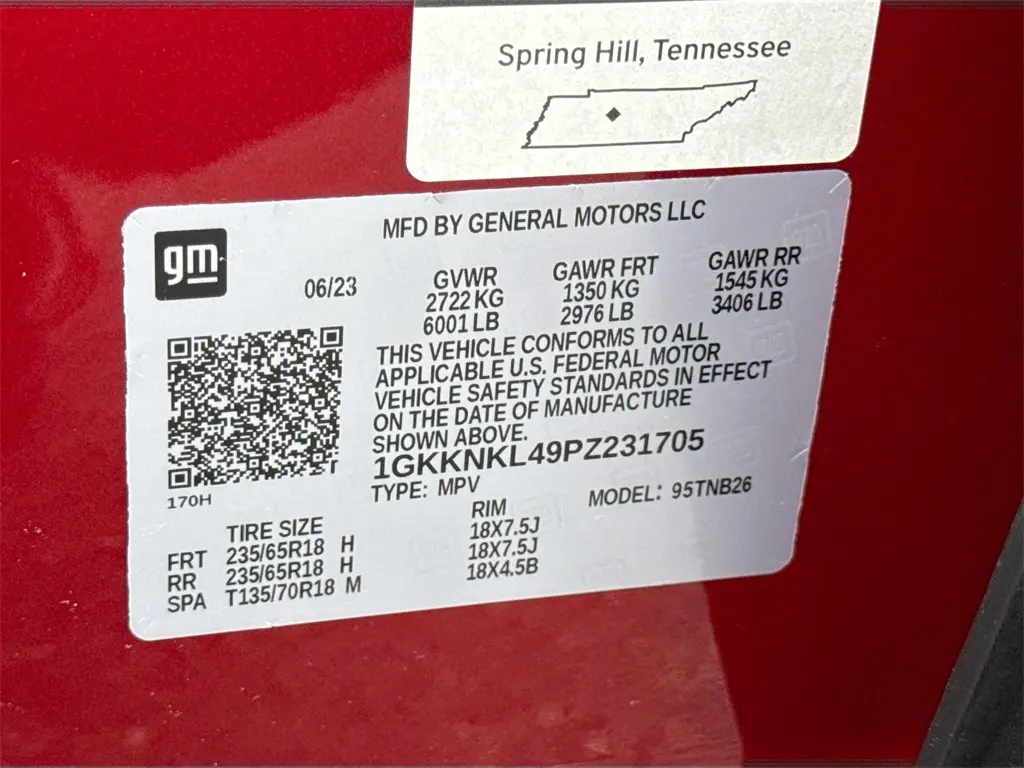 Spring Hill, Tennessee
MFD BY GENERAL MOTORS LLC
gm
06/23
GVWR GAWR FRT GAWR RR
2722 KG 1350 KG 1545 KG
6001 LB 2976 LB 3406 LB
THIS VEHICLE CONFORMS TO ALL
APPLICABLE U.S. FEDERAL MOTOR
VEHICLE SAFETY STANDARDS IN EFFECT
ON THE DATE OF MANUFACTURE
SHOWN ABOVE.
1GKKNKL49PZ231705
170H
TYPE: MPV MODEL: 95TNB26
TIRE SIZE RIM
FRT 235/65R18 H 18X7.5J
RR 235/65R18 H 18X7.5J
SPA T135/70R18 M 18X4.5B